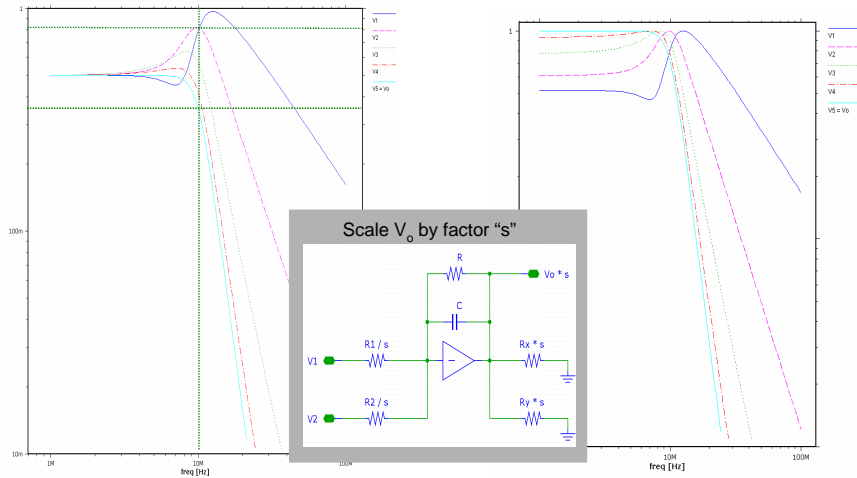 1
100m
10m
1M
10M
100M
freq [Hz]
V1
V2
V3
V4
V5 = Vo
Scale Vo by factor “s”
R
Vo * s
C
V1
R1 / s
Rx * s
V2
R2 / s
Ry * s
1
10M
100M
freq [Hz]
V1
V2
V3
V4
V5 = Vo